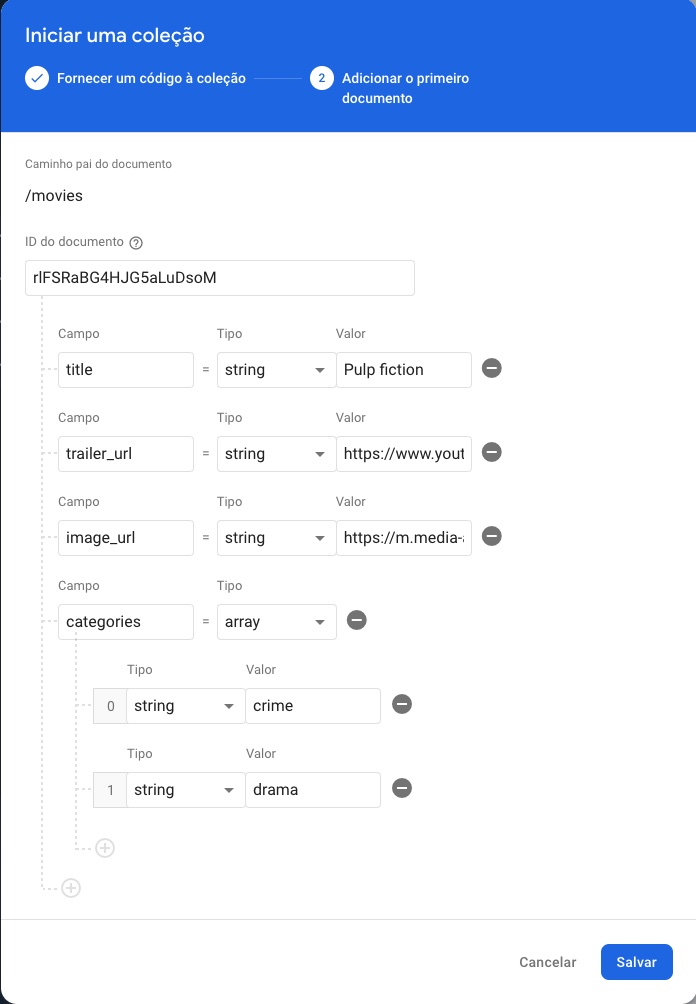 Iniciar uma coleção
Fornecer um código à coleção
2
Adicionar o primeiro
documento
Caminho pai do documento
/movies
ID do documento
rlFSRaBG4HJG5aLuDsoM
Campo Tipo Valor
title = string Pulp fiction
Campo Tipo Valor
trailer_url = string https://www.yout
Campo Tipo Valor
image_url = string https://m.media-
Campo Tipo
categories = array
Tipo Valor
0 string crime
Tipo Valor
1 string drama
Cancelar Salvar